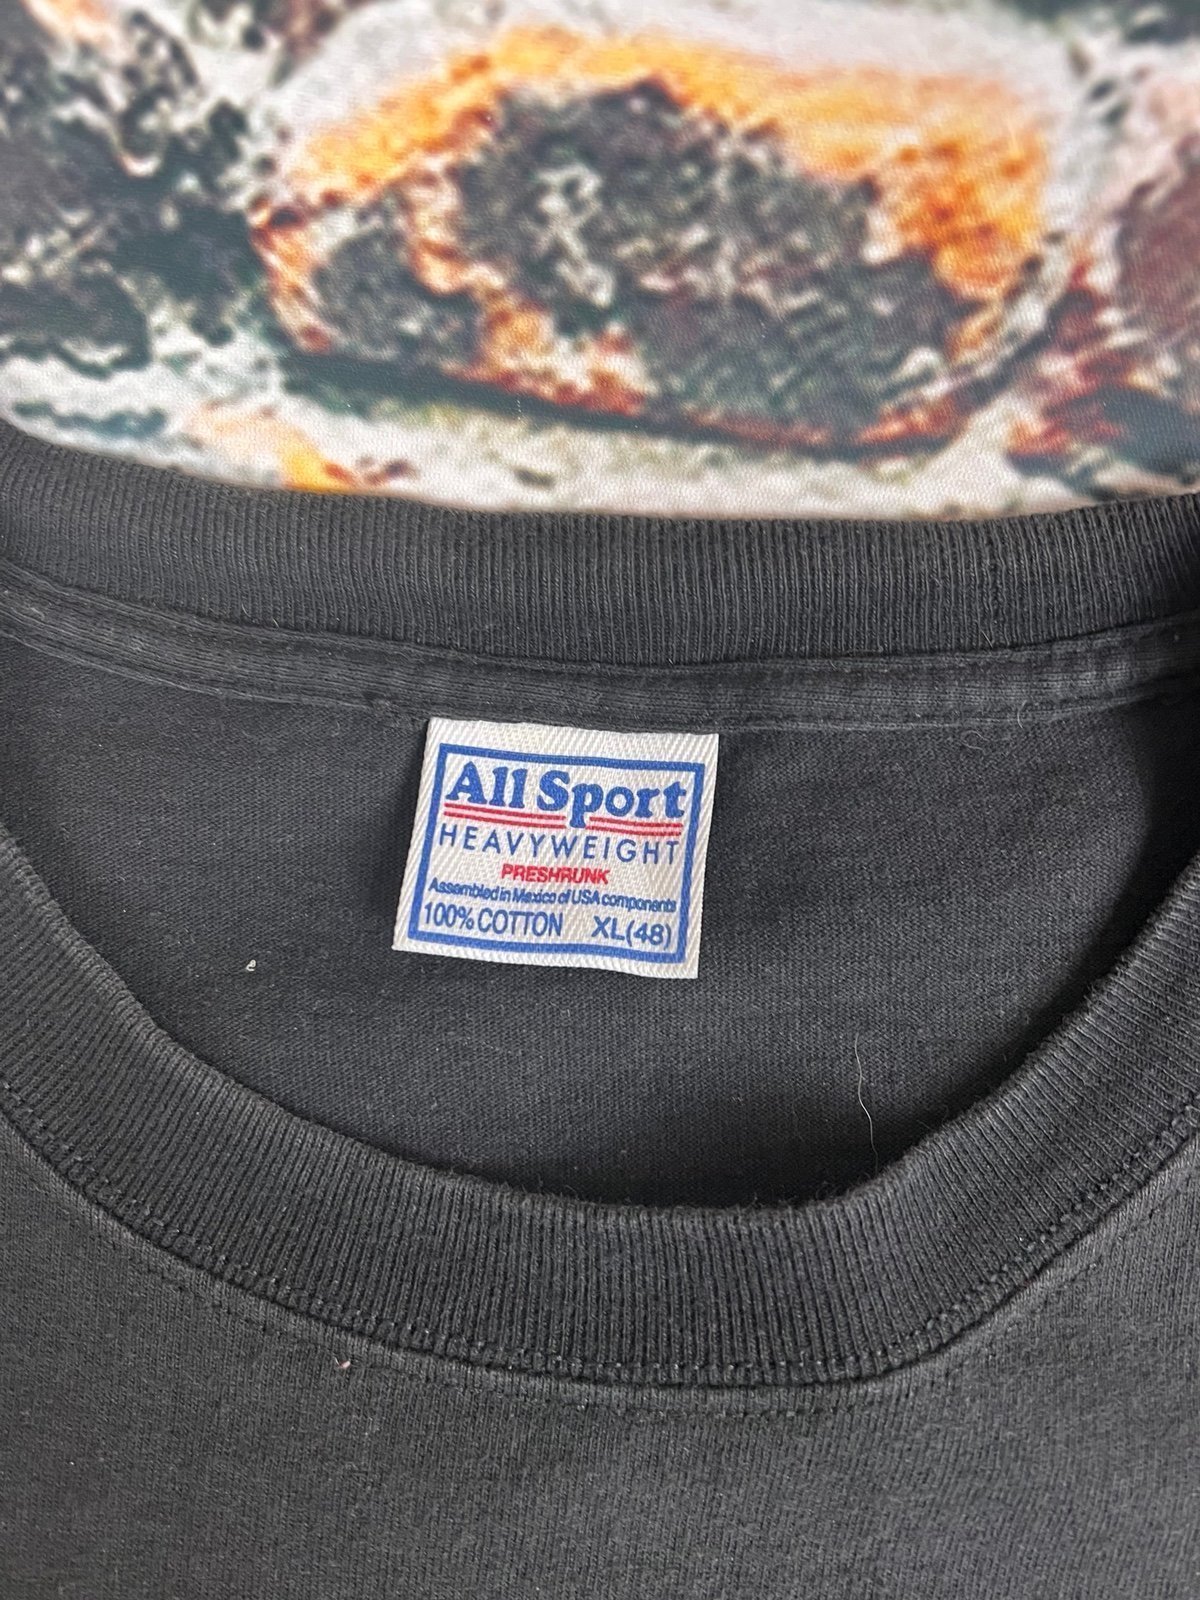 All Sport
HEAVYWEIGHT
PRESHRUNK
Assembled in Mexico of USA components
100% COTTON XL(48)